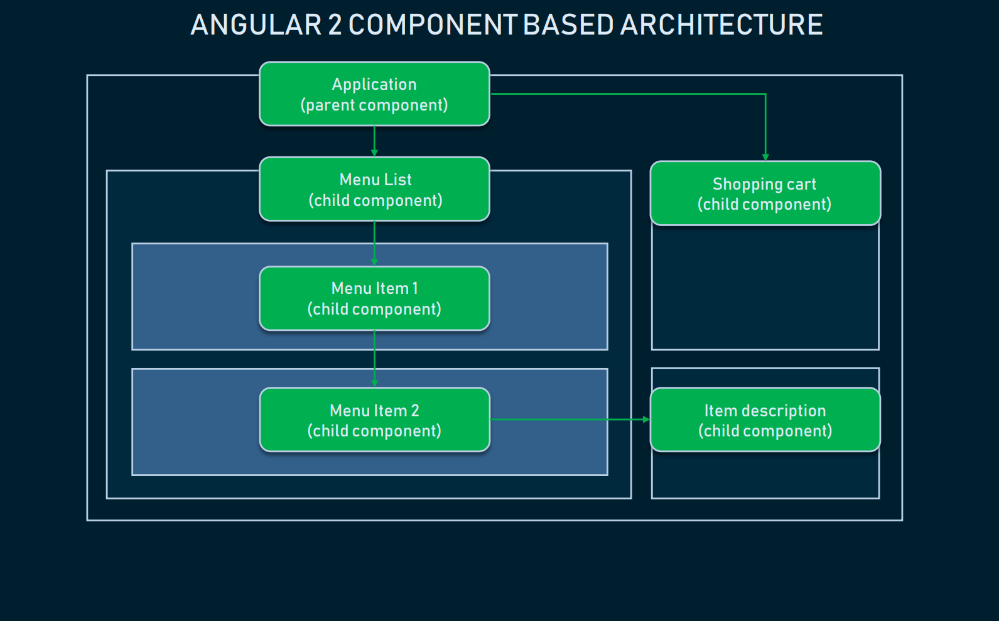 ANGULAR 2 COMPONENT BASED ARCHITECTURE
Application
(parent component)
Menu List
(child component)
Shopping cart
(child component)
Menu Item 1
(child component)
Menu Item 2
(child component)
Item description
(child component)